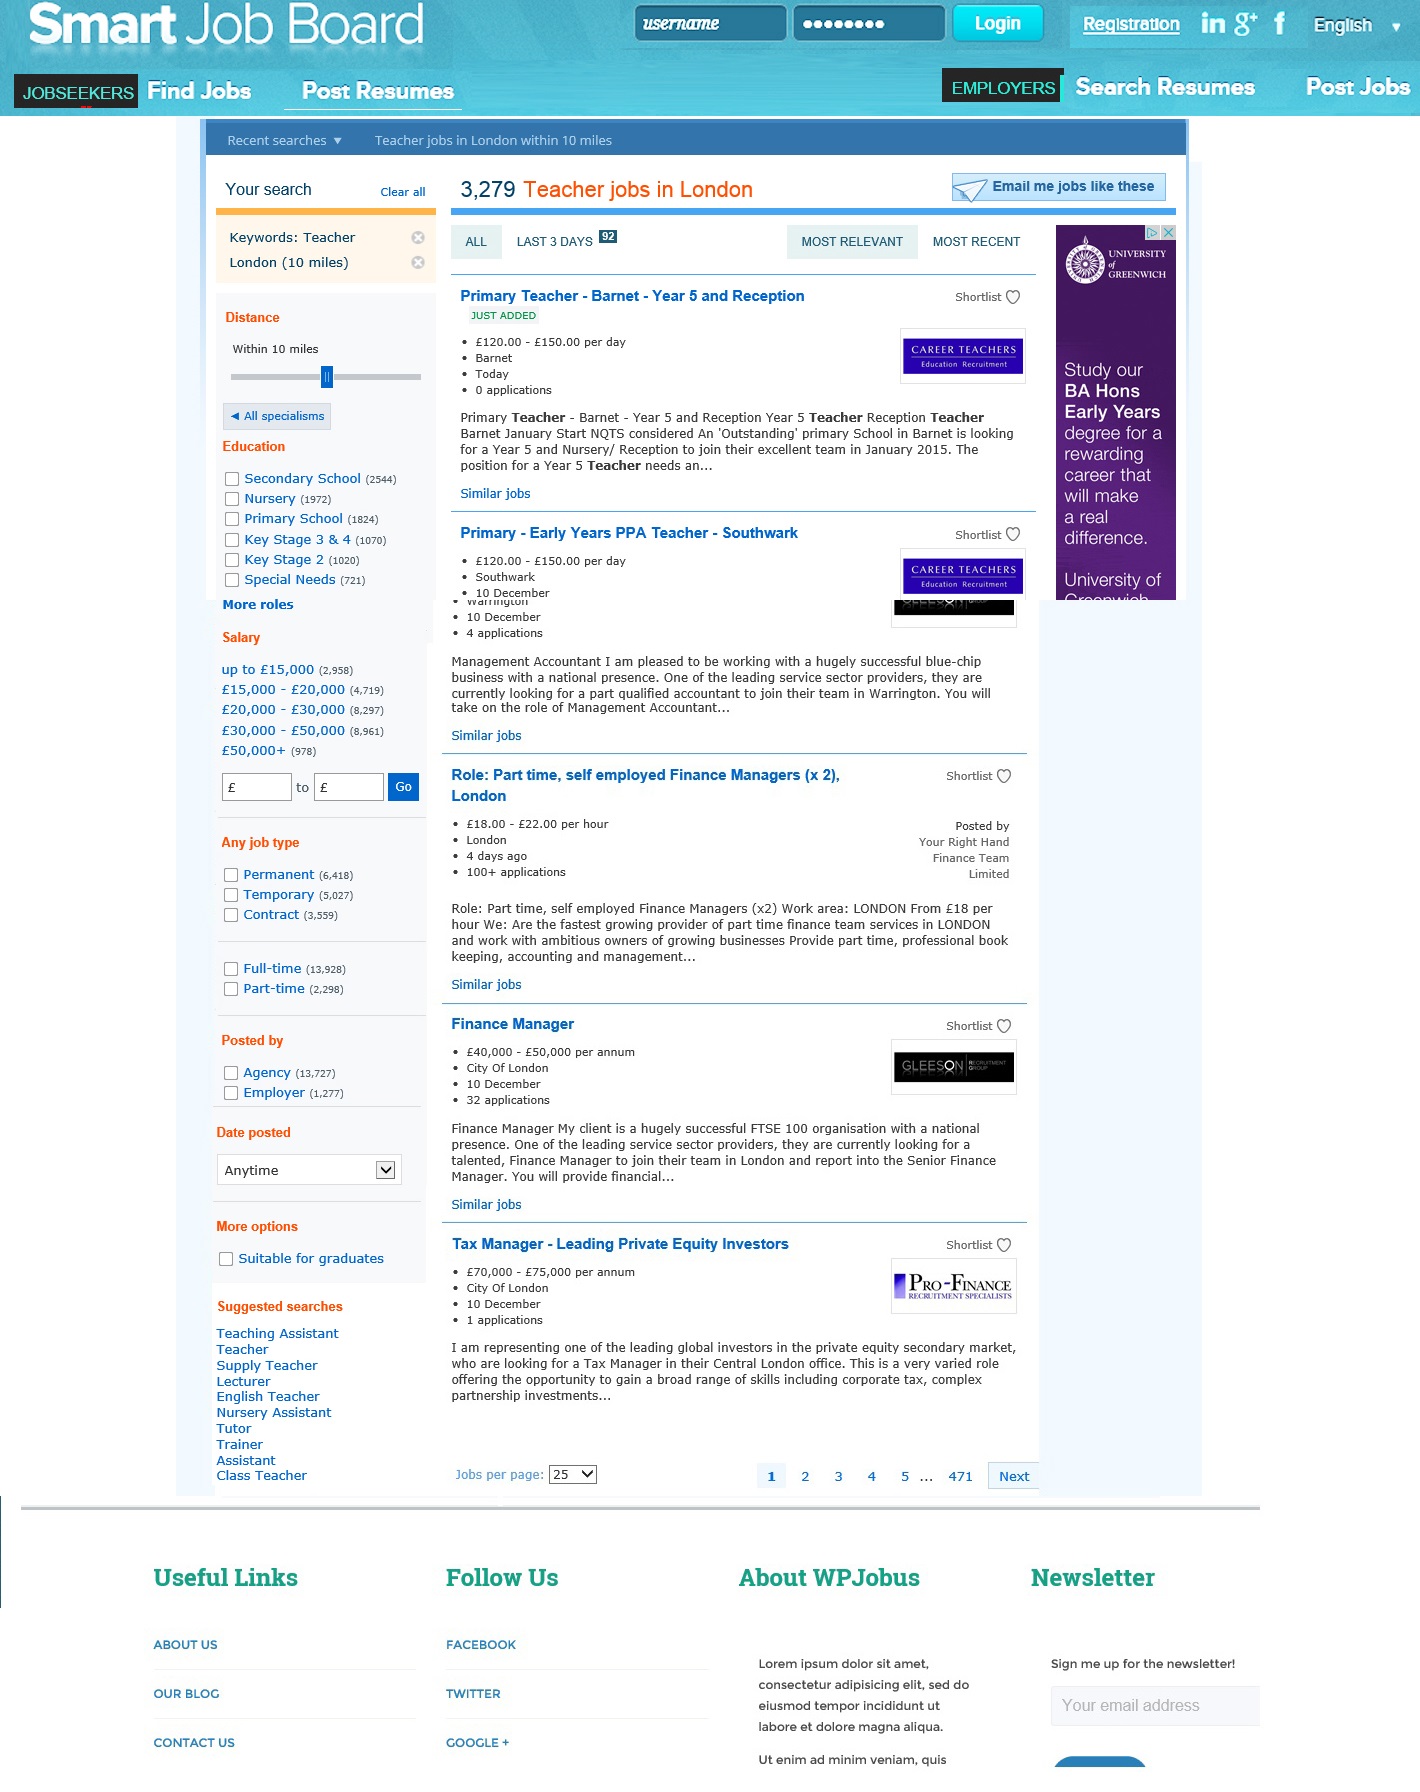 Smart Job Board
username
Login
Registration
in g+ f
English ▼
JOBSEEKERS Find Jobs Post Resumes
EMPLOYERS Search Resumes Post Jobs
Recent searches ▼ Teacher jobs in London within 10 miles
Your search Clear all
Keywords: Teacher
London (10 miles)
Distance
Within 10 miles
◄ All specialisms
Education
Secondary School (2544)
Nursery (1972)
Primary School (1824)
Key Stage 3 & 4 (1070)
Key Stage 2 (1020)
Special Needs (721)
More roles
Salary
up to £15,000 (2,958)
£15,000 - £20,000 (4,719)
£20,000 - £30,000 (8,297)
£30,000 - £50,000 (8,961)
£50,000+ (978)
£ to £ Go
Any job type
Permanent (6,418)
Temporary (5,027)
Contract (3,559)
Full-time (13,928)
Part-time (2,298)
Posted by
Agency (13,727)
Employer (1,277)
Date posted
Anytime
More options
Suitable for graduates
Suggested searches
Teaching Assistant
Teacher
Supply Teacher
Lecturer
English Teacher
Nursery Assistant
Tutor
Trainer
Assistant
Class Teacher
3,279 Teacher jobs in London
Email me jobs like these
ALL LAST 3 DAYS 92
MOST RELEVANT MOST RECENT
Primary Teacher - Barnet - Year 5 and Reception
Shortlist
JUST ADDED
• £120.00 - £150.00 per day
• Barnet
• Today
• 0 applications
CAREER TEACHERS
Education Recruitment
Primary Teacher - Barnet - Year 5 and Reception Year 5 Teacher Reception Teacher
Barnet January Start NQTS considered An 'Outstanding' primary School in Barnet is looking
for a Year 5 and Nursery/ Reception to join their excellent team in January 2015. The
position for a Year 5 Teacher needs an...
Similar jobs
Primary - Early Years PPA Teacher - Southwark
Shortlist
• £120.00 - £150.00 per day
• Southwark
• 10 December
CAREER TEACHERS
Education Recruitment
• Warrington
• 10 December
• 4 applications
GLEESON GROUP
Management Accountant I am pleased to be working with a hugely successful blue-chip
business with a national presence. One of the leading service sector providers, they are
currently looking for a part qualified accountant to join their team in Warrington. You will
take on the role of Management Accountant...
Similar jobs
Role: Part time, self employed Finance Managers (x 2),
London
Shortlist
• £18.00 - £22.00 per hour
• London
• 4 days ago
• 100+ applications
Posted by
Your Right Hand
Finance Team
Limited
Role: Part time, self employed Finance Managers (x2) Work area: LONDON From £18 per
hour We: Are the fastest growing provider of part time finance team services in LONDON
and work with ambitious owners of growing businesses Provide part time, professional book
keeping, accounting and management...
Similar jobs
Finance Manager
Shortlist
• £40,000 - £50,000 per annum
• City Of London
• 10 December
• 32 applications
GLEESON RECRUITMENT
GROUP
Finance Manager My client is a hugely successful FTSE 100 organisation with a national
presence. One of the leading service sector providers, they are currently looking for a
talented, Finance Manager to join their team in London and report into the Senior Finance
Manager. You will provide financial...
Similar jobs
Tax Manager - Leading Private Equity Investors
Shortlist
• £70,000 - £75,000 per annum
• City Of London
• 10 December
• 1 applications
PRO-FINANCE
RECRUITMENT SPECIALISTS
I am representing one of the leading global investors in the private equity secondary market,
who are looking for a Tax Manager in their Central London office. This is a very varied role
offering the opportunity to gain a broad range of skills including corporate tax, complex
partnership investments...
Jobs per page: 25
1 2 3 4 5 ... 471 Next
UNIVERSITY
of
GREENWICH
Study our
BA Hons
Early Years
degree for a
rewarding
career that
will make
a real
difference.
University of
Greenwich
Useful Links
ABOUT US
OUR BLOG
CONTACT US
Follow Us
FACEBOOK
TWITTER
GOOGLE +
About WPJobus
Lorem ipsum dolor sit amet,
consectetur adipisicing elit, sed do
eiusmod tempor incididunt ut
labore et dolore magna aliqua.
Ut enim ad minim veniam, quis
Newsletter
Sign me up for the newsletter!
Your email address